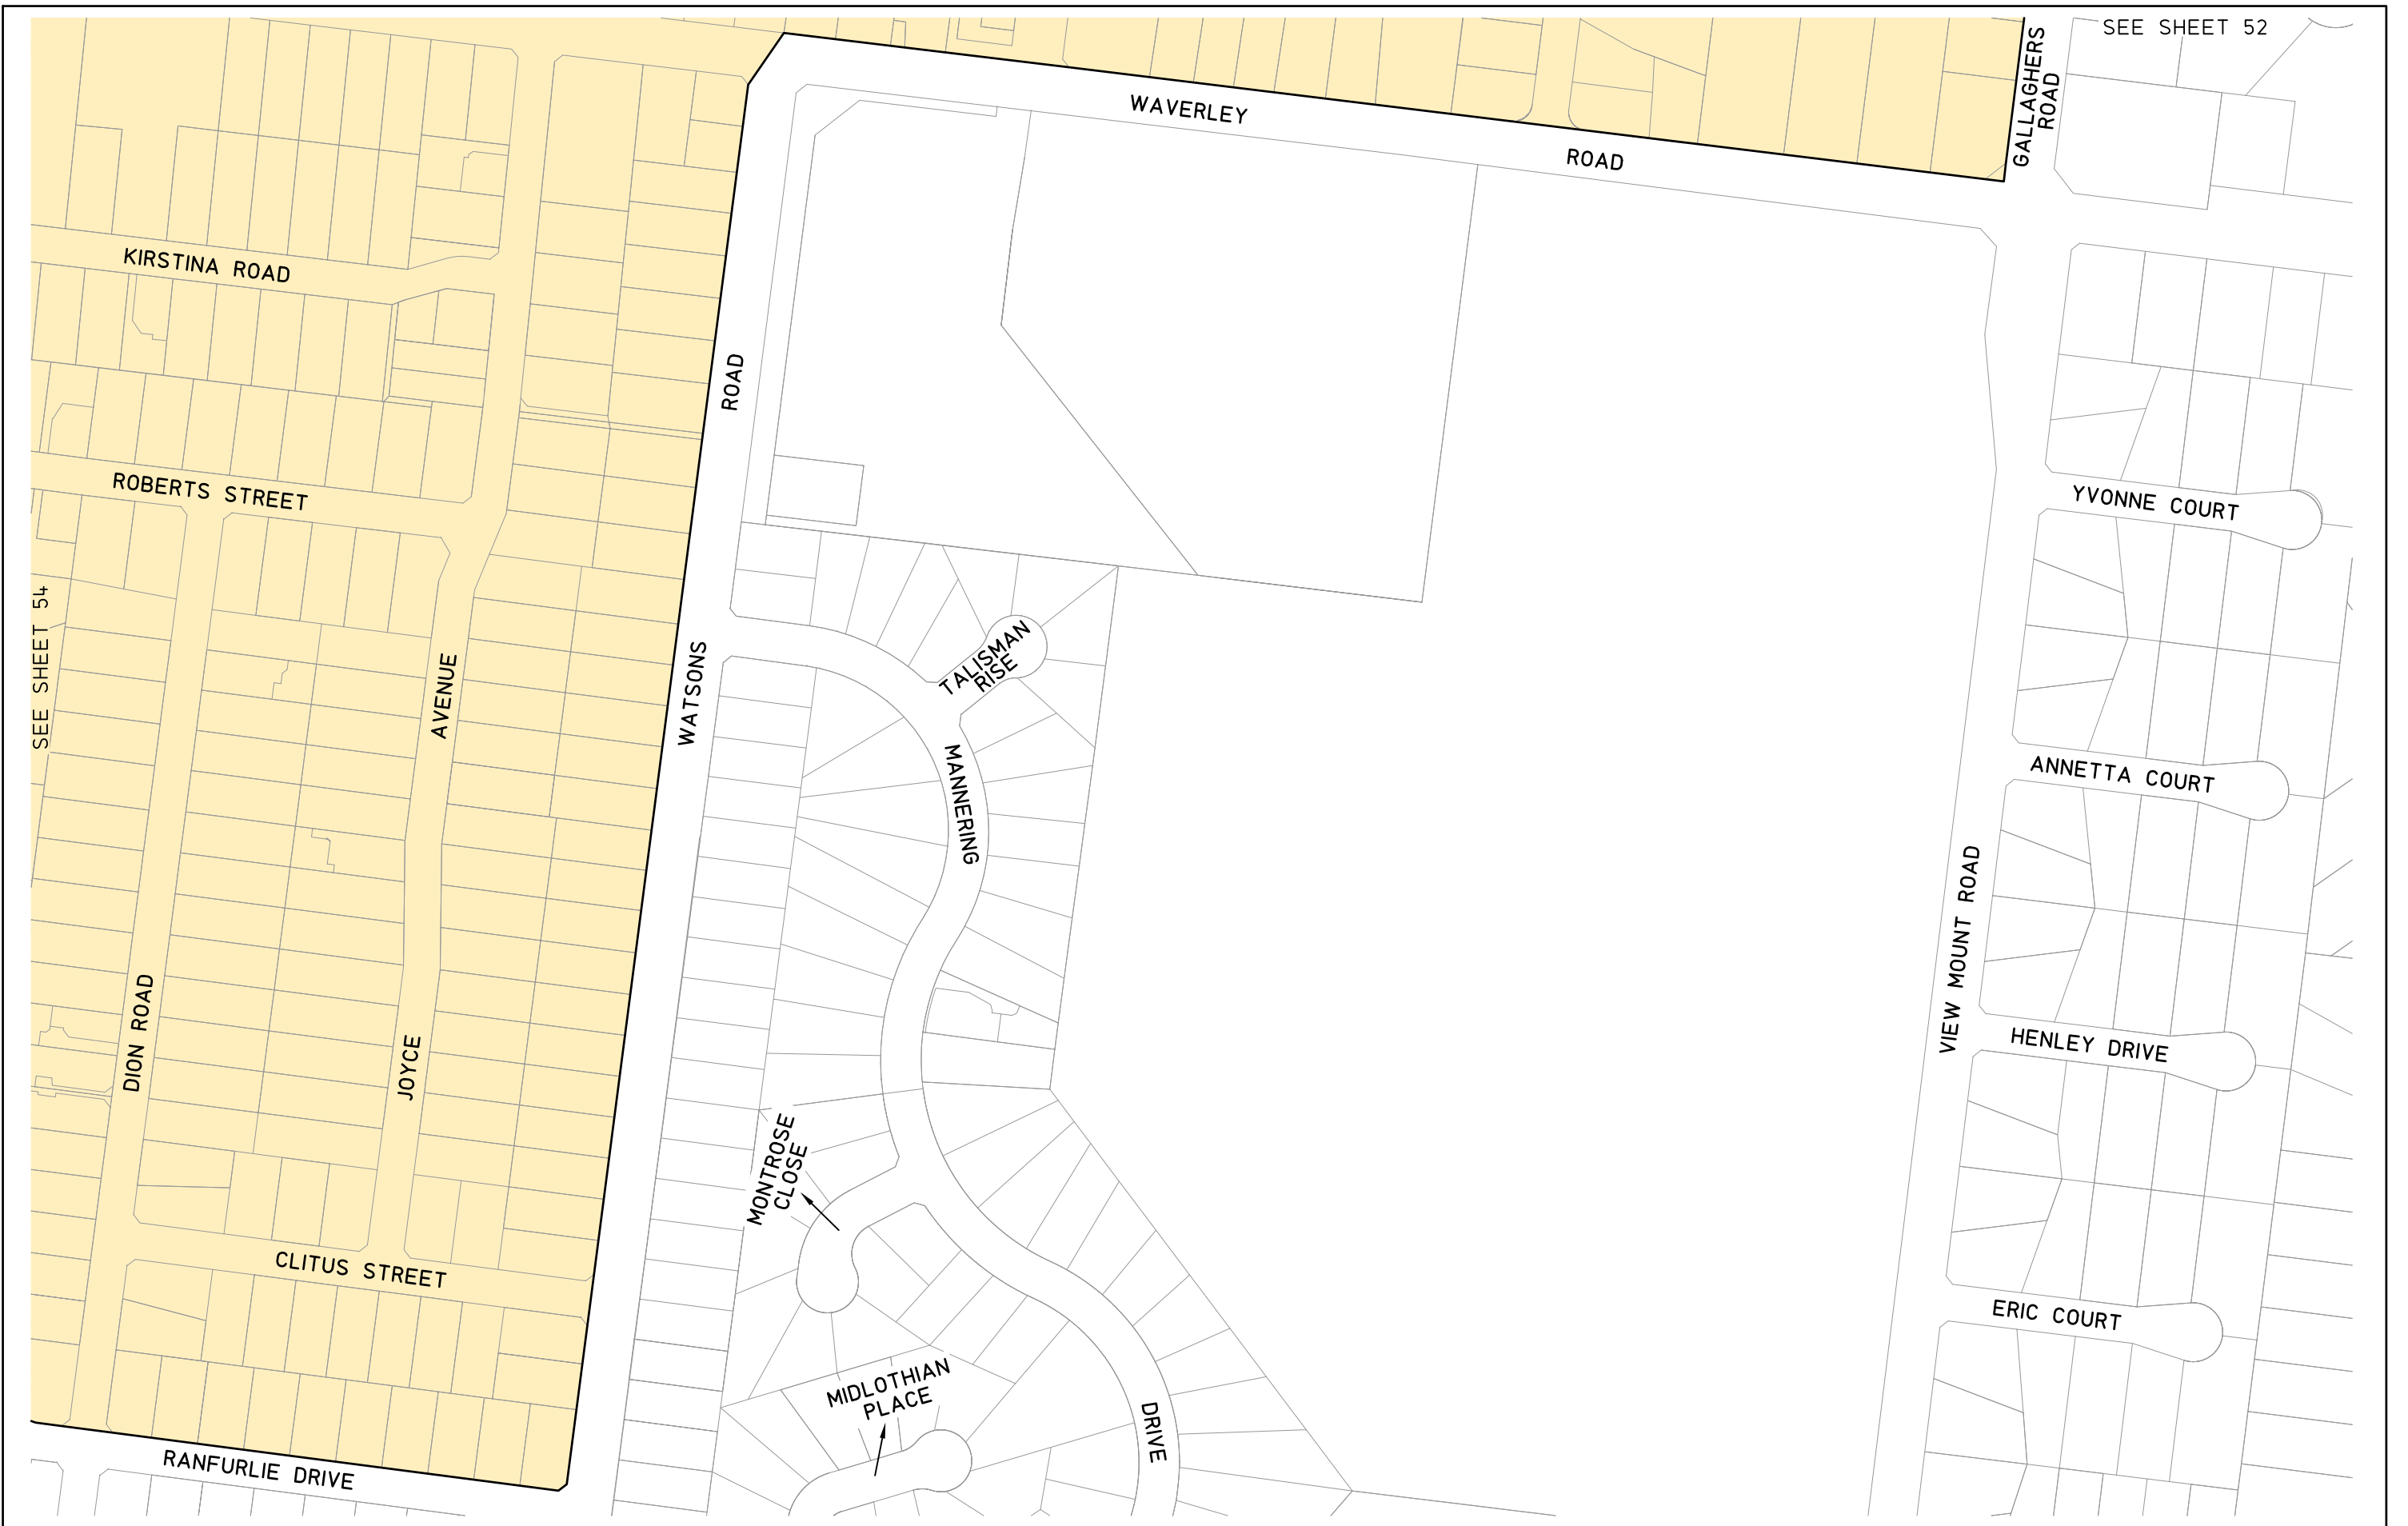 SEE SHEET 52
GALLAGHERS
ROAD
WAVERLEY
ROAD
KIRSTINA ROAD
ROAD
ROBERTS STREET
YVONNE COURT
SEE SHEET 54
AVENUE
WATSONS
TALISMAN
RISE
MANNERING
ANNETTA COURT
VIEW MOUNT ROAD
DION ROAD
JOYCE
HENLEY DRIVE
MONTROSE
CLOSE
CLITUS STREET
ERIC COURT
MIDLOTHIAN
PLACE
DRIVE
RANFURLIE DRIVE